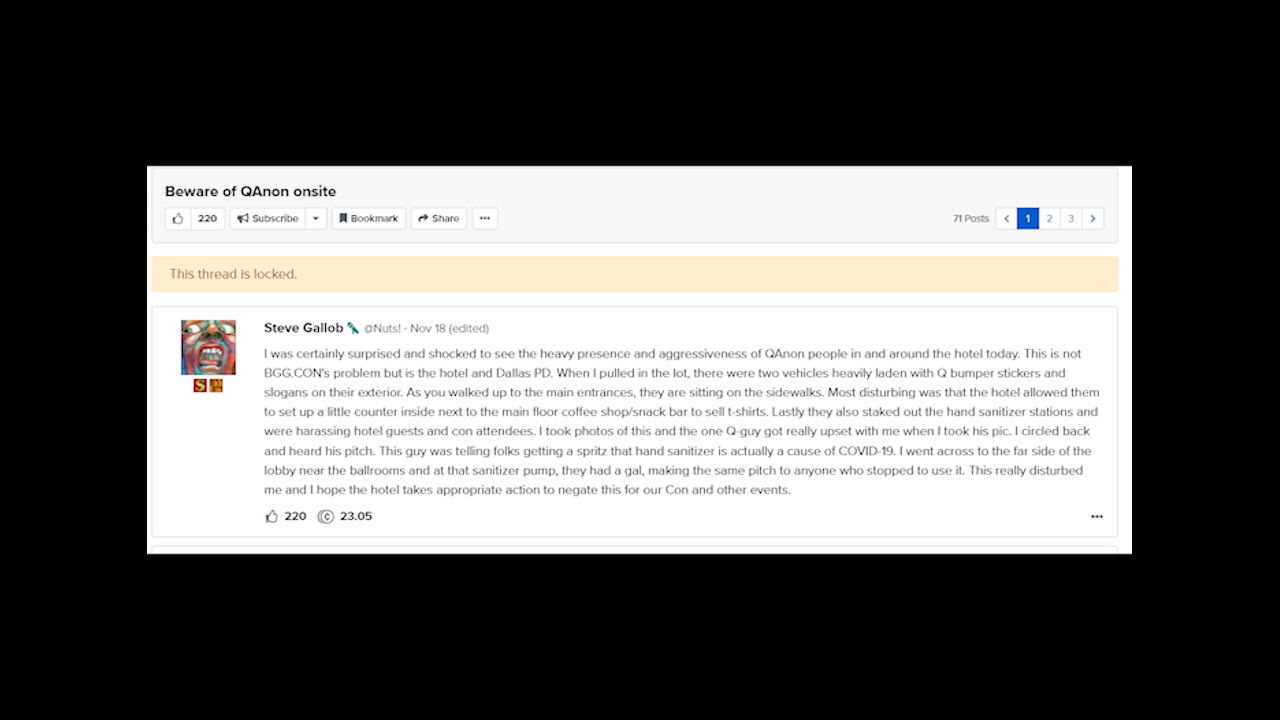 Beware of QAnon onsite
220 Subscribe Bookmark Share ••• 71 Posts < 1 2 3 >
This thread is locked.
Steve Gallob @Nuts! · Nov 18 (edited)
I was certainly surprised and shocked to see the heavy presence and aggressiveness of QAnon people in and around the hotel today. This is not
BGG.CON's problem but is the hotel and Dallas PD. When I pulled in the lot, there were two vehicles heavily laden with Q bumper stickers and
slogans on their exterior. As you walked up to the main entrances, they are sitting on the sidewalks. Most disturbing was that the hotel allowed them
to set up a little counter inside next to the main floor coffee shop/snack bar to sell t-shirts. Lastly they also staked out the hand sanitizer stations and
were harassing hotel guests and con attendees. I took photos of this and the one Q-guy got really upset with me when I took his pic. I circled back
and heard his pitch. This guy was telling folks getting a spritz that hand sanitizer is actually a cause of COVID-19. I went across to the far side of the
lobby near the ballrooms and at that sanitizer pump, they had a gal, making the same pitch to anyone who stopped to use it. This really disturbed
me and I hope the hotel takes appropriate action to negate this for our Con and other events.
220 © 23.05 •••